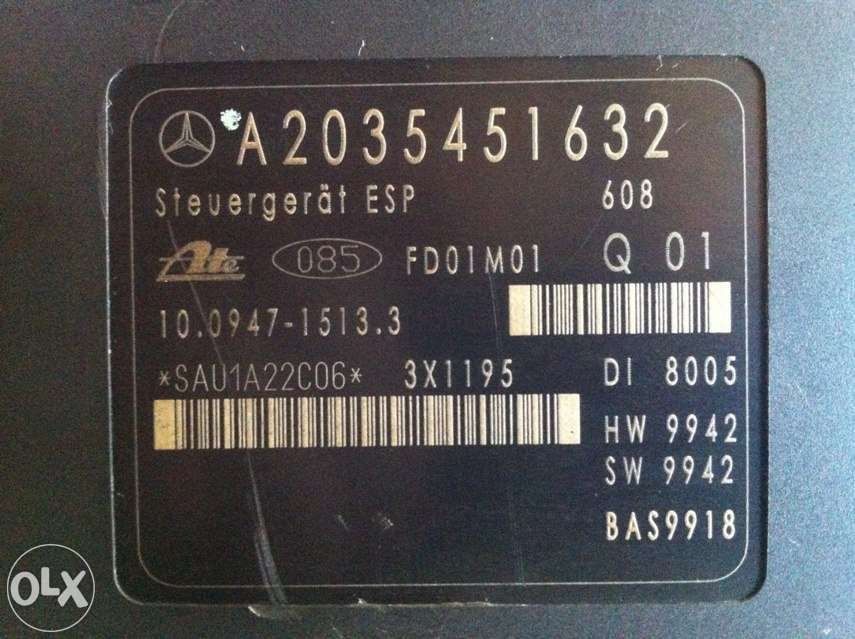 A2035451632
Steuergerät ESP 608
Ate 085 FD01M01 Q 01
10.0947-1513.3
*SAU1A22C06* 3X1195 DI 8005
HW 9942
SW 9942
BAS9918
OLX